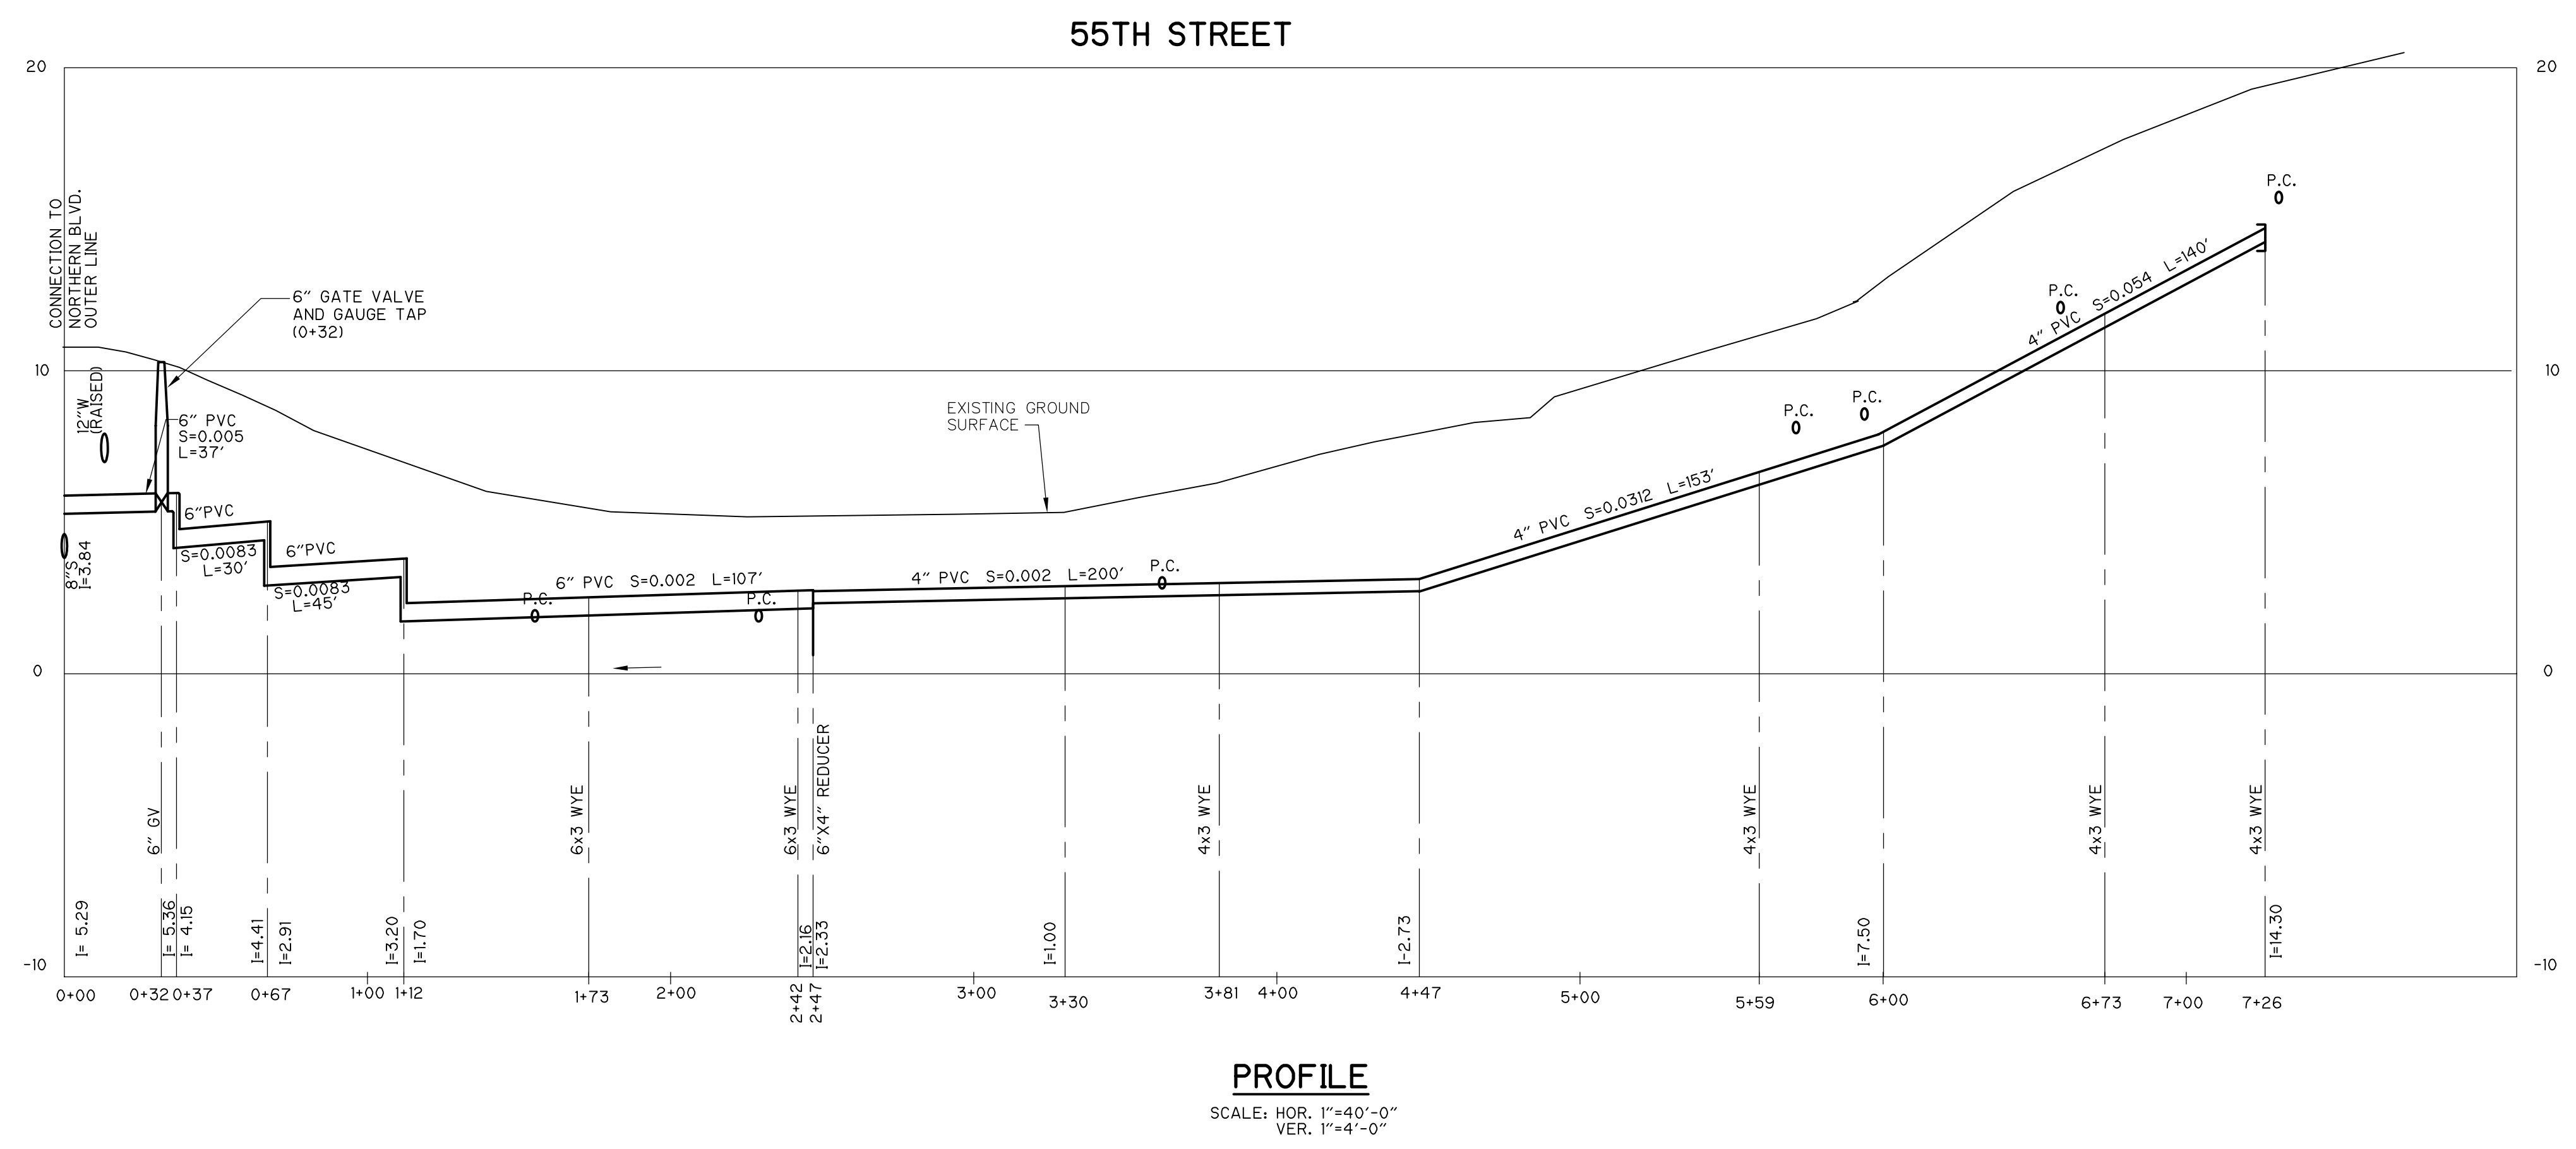 55TH STREET
20
20
CONNECTION TO
NORTHERN BLVD.
OUTER LINE
P.C.
6" GATE VALVE
AND GAUGE TAP
(0+32)
P.C.
4" PVC S=0.054 L=140'
10
10
12"W
(RAISED)
6" PVC
S=0.005
L=37'
EXISTING GROUND
SURFACE
P.C.
P.C.
4" PVC S=0.0312 L=153'
6"PVC
S=0.0083
L=30'
8"S
I=3.84
6"PVC
S=0.0083
L=45'
6" PVC S=0.002 L=107'
P.C.
P.C.
4" PVC S=0.002 L=200'
P.C.
0
0
6" GV
6x3 WYE
6x3 WYE
6"X4" REDUCER
4x3 WYE
4x3 WYE
4x3 WYE
4x3 WYE
I= 5.29
I= 5.36
I= 4.15
I=4.41
I=2.91
I=3.20
I=1.70
I=2.16
I=2.33
I=1.00
I-2.73
I=7.50
I=14.30
-10
-10
0+00
0+32
0+37
0+67
1+00
1+12
1+73
2+00
2+42
2+47
3+00
3+30
3+81
4+00
4+47
5+00
5+59
6+00
6+73
7+00
7+26
PROFILE
SCALE: HOR. 1"=40'-0"
VER. 1"=4'-0"